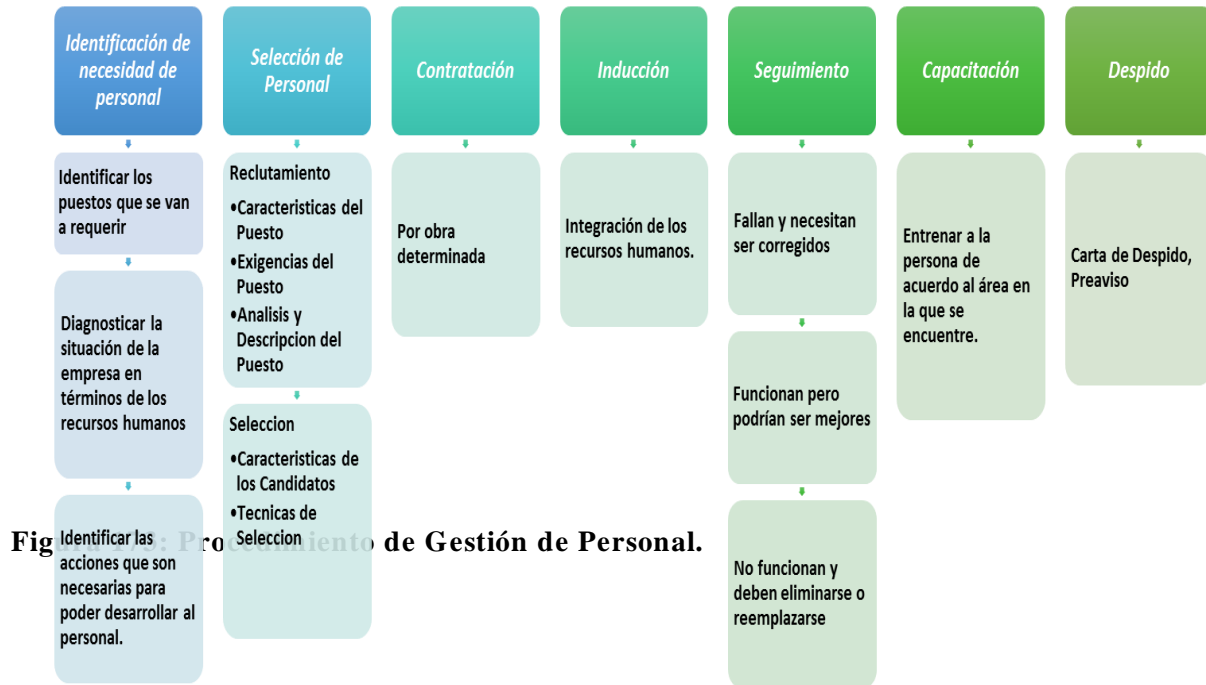 Identificación de
necesidad de
personal
Identificar los
puestos que se van
a requerir
Diagnosticar la
situación de la
empresa en
términos de los
recursos humanos
Identificar las
acciones que son
necesarias para
poder desarrollar al
personal.
Selección de
Personal
Reclutamiento
•Caracteristicas del
Puesto
•Exigencias del
Puesto
•Analisis y
Descripcion del
Puesto
Seleccion
•Caracteristicas de
los Candidatos
•Tecnicas de
Seleccion
Contratación
Por obra
determinada
Inducción
Integración de los
recursos humanos.
Seguimiento
Fallan y necesitan
ser corregidos
Funcionan pero
podrían ser mejores
No funcionan y
deben eliminarse o
reemplazarse
Capacitación
Entrenar a la
persona de
acuerdo al área en
la que se
encuentre.
Despido
Carta de Despido,
Preaviso
Figura 175: Procedimiento de Gestión de Personal.